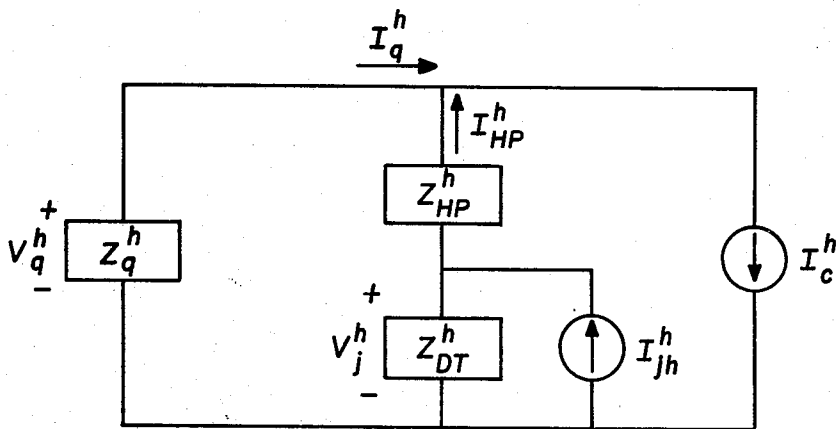 I_q^h
I_HP^h
Z_HP^h
+
V_q^h
Z_q^h
−
I_c^h
+
V_j^h
Z_DT^h
−
I_jh^h